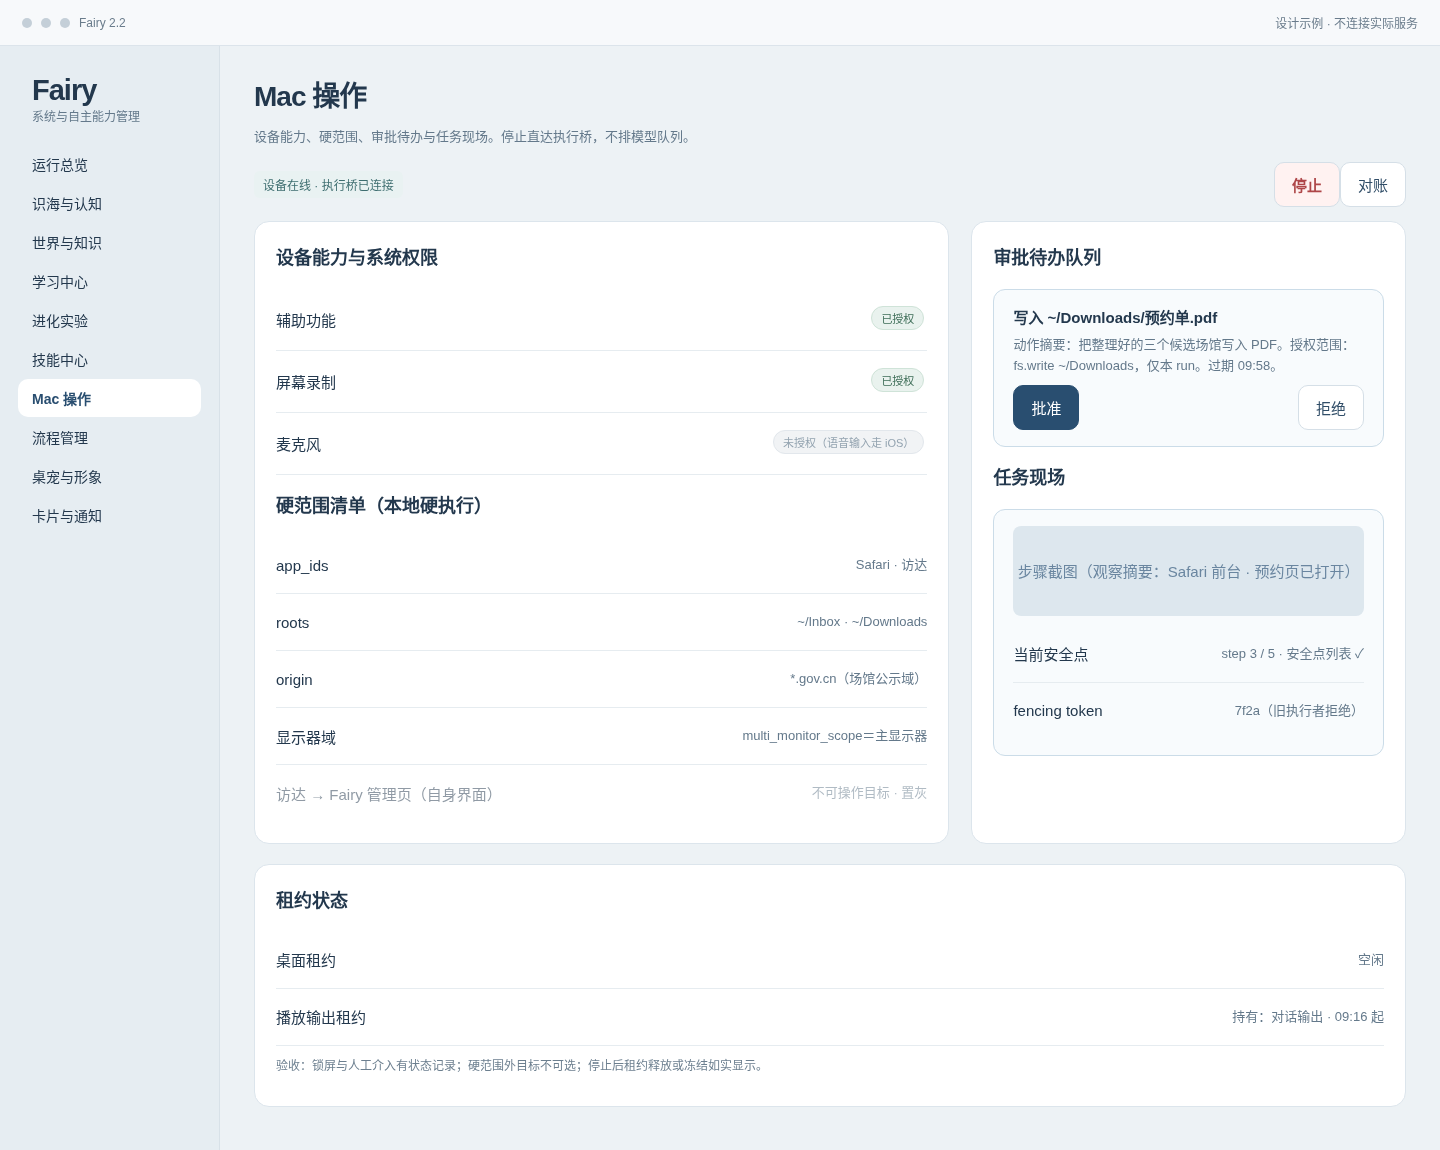 Fairy 2.2
设计示例 · 不连接实际服务
Fairy
系统与自主能力管理
运行总览
识海与认知
世界与知识
学习中心
进化实验
技能中心
Mac 操作
流程管理
桌宠与形象
卡片与通知
Mac 操作
设备能力、硬范围、审批待办与任务现场。停止直达执行桥，不排模型队列。
设备在线 · 执行桥已连接
停止
对账
设备能力与系统权限
辅助功能
已授权
屏幕录制
已授权
麦克风
未授权（语音输入走 iOS）
硬范围清单（本地硬执行）
app_ids
Safari · 访达
roots
~/Inbox · ~/Downloads
origin
*.gov.cn（场馆公示域）
显示器域
multi_monitor_scope＝主显示器
访达 → Fairy 管理页（自身界面）
不可操作目标 · 置灰
审批待办队列
写入 ~/Downloads/预约单.pdf
动作摘要：把整理好的三个候选场馆写入 PDF。授权范围：
fs.write ~/Downloads，仅本 run。过期 09:58。
批准
拒绝
任务现场
步骤截图（观察摘要：Safari 前台 · 预约页已打开）
当前安全点
step 3 / 5 · 安全点列表 ✓
fencing token
7f2a（旧执行者拒绝）
租约状态
桌面租约
空闲
播放输出租约
持有：对话输出 · 09:16 起
验收：锁屏与人工介入有状态记录；硬范围外目标不可选；停止后租约释放或冻结如实显示。